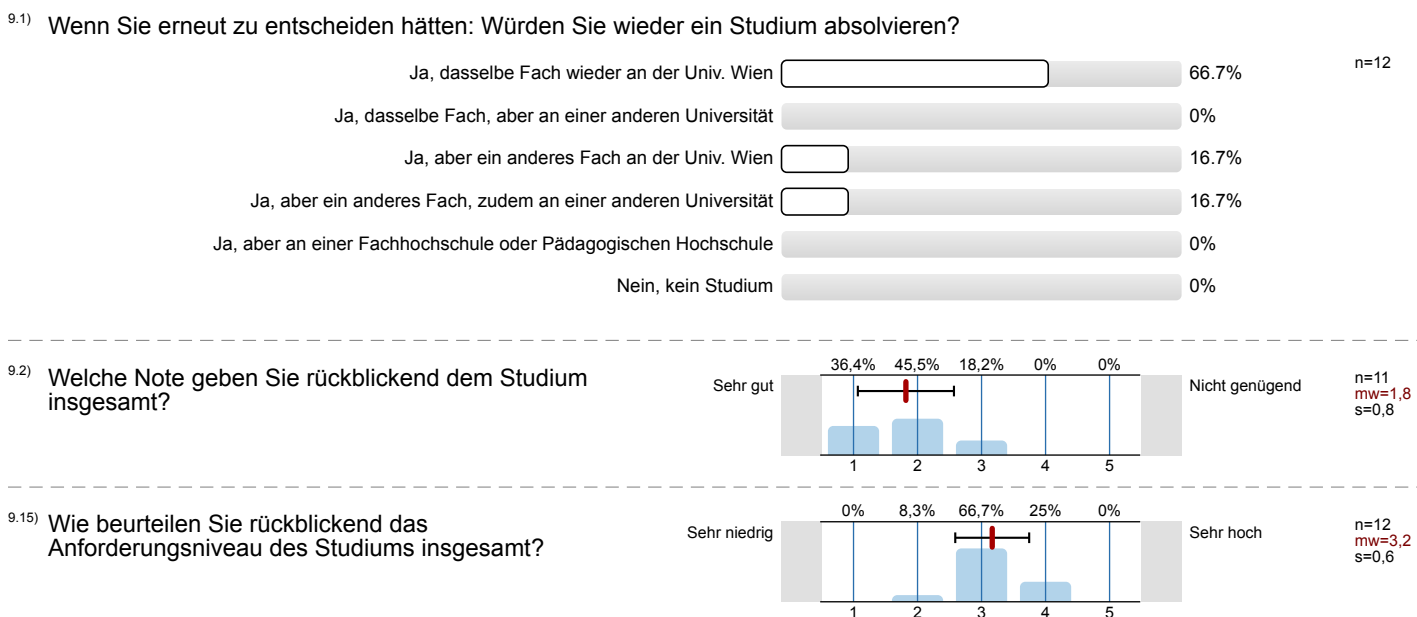 9.1) Wenn Sie erneut zu entscheiden hätten: Würden Sie wieder ein Studium absolvieren?
Ja, dasselbe Fach wieder an der Univ. Wien 66.7% n=12
Ja, dasselbe Fach, aber an einer anderen Universität 0%
Ja, aber ein anderes Fach an der Univ. Wien 16.7%
Ja, aber ein anderes Fach, zudem an einer anderen Universität 16.7%
Ja, aber an einer Fachhochschule oder Pädagogischen Hochschule 0%
Nein, kein Studium 0%
9.2) Welche Note geben Sie rückblickend dem Studium
insgesamt?
36,4% 45,5% 18,2% 0% 0%
Sehr gut Nicht genügend
1 2 3 4 5
n=11
mw=1,8
s=0,8
9.15) Wie beurteilen Sie rückblickend das
Anforderungsniveau des Studiums insgesamt?
0% 8,3% 66,7% 25% 0%
Sehr niedrig Sehr hoch
1 2 3 4 5
n=12
mw=3,2
s=0,6